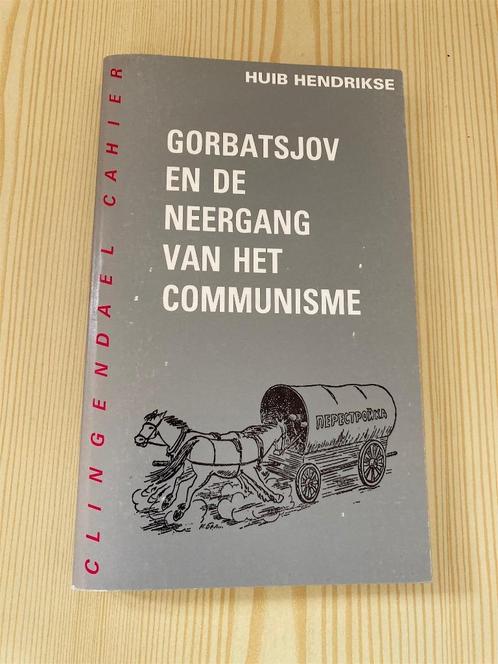 HUIB HENDRIKSE
GORBATSJOV
EN DE
NEERGANG
VAN HET
COMMUNISME
CLINGENDAEL CAHIER
ПЕРЕСТРОЙКА